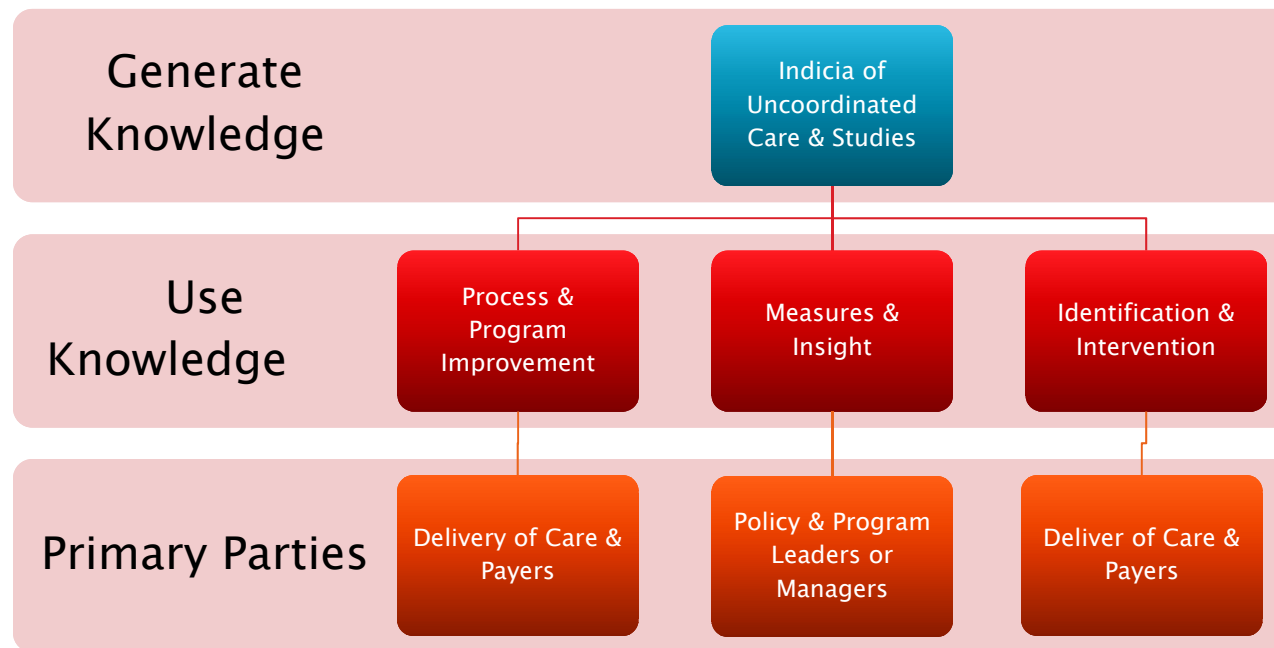 Generate
Knowledge
Indicia of
Uncoordinated
Care & Studies
Use
Knowledge
Process &
Program
Improvement
Measures &
Insight
Identification &
Intervention
Primary Parties
Delivery of Care &
Payers
Policy & Program
Leaders or
Managers
Deliver of Care &
Payers